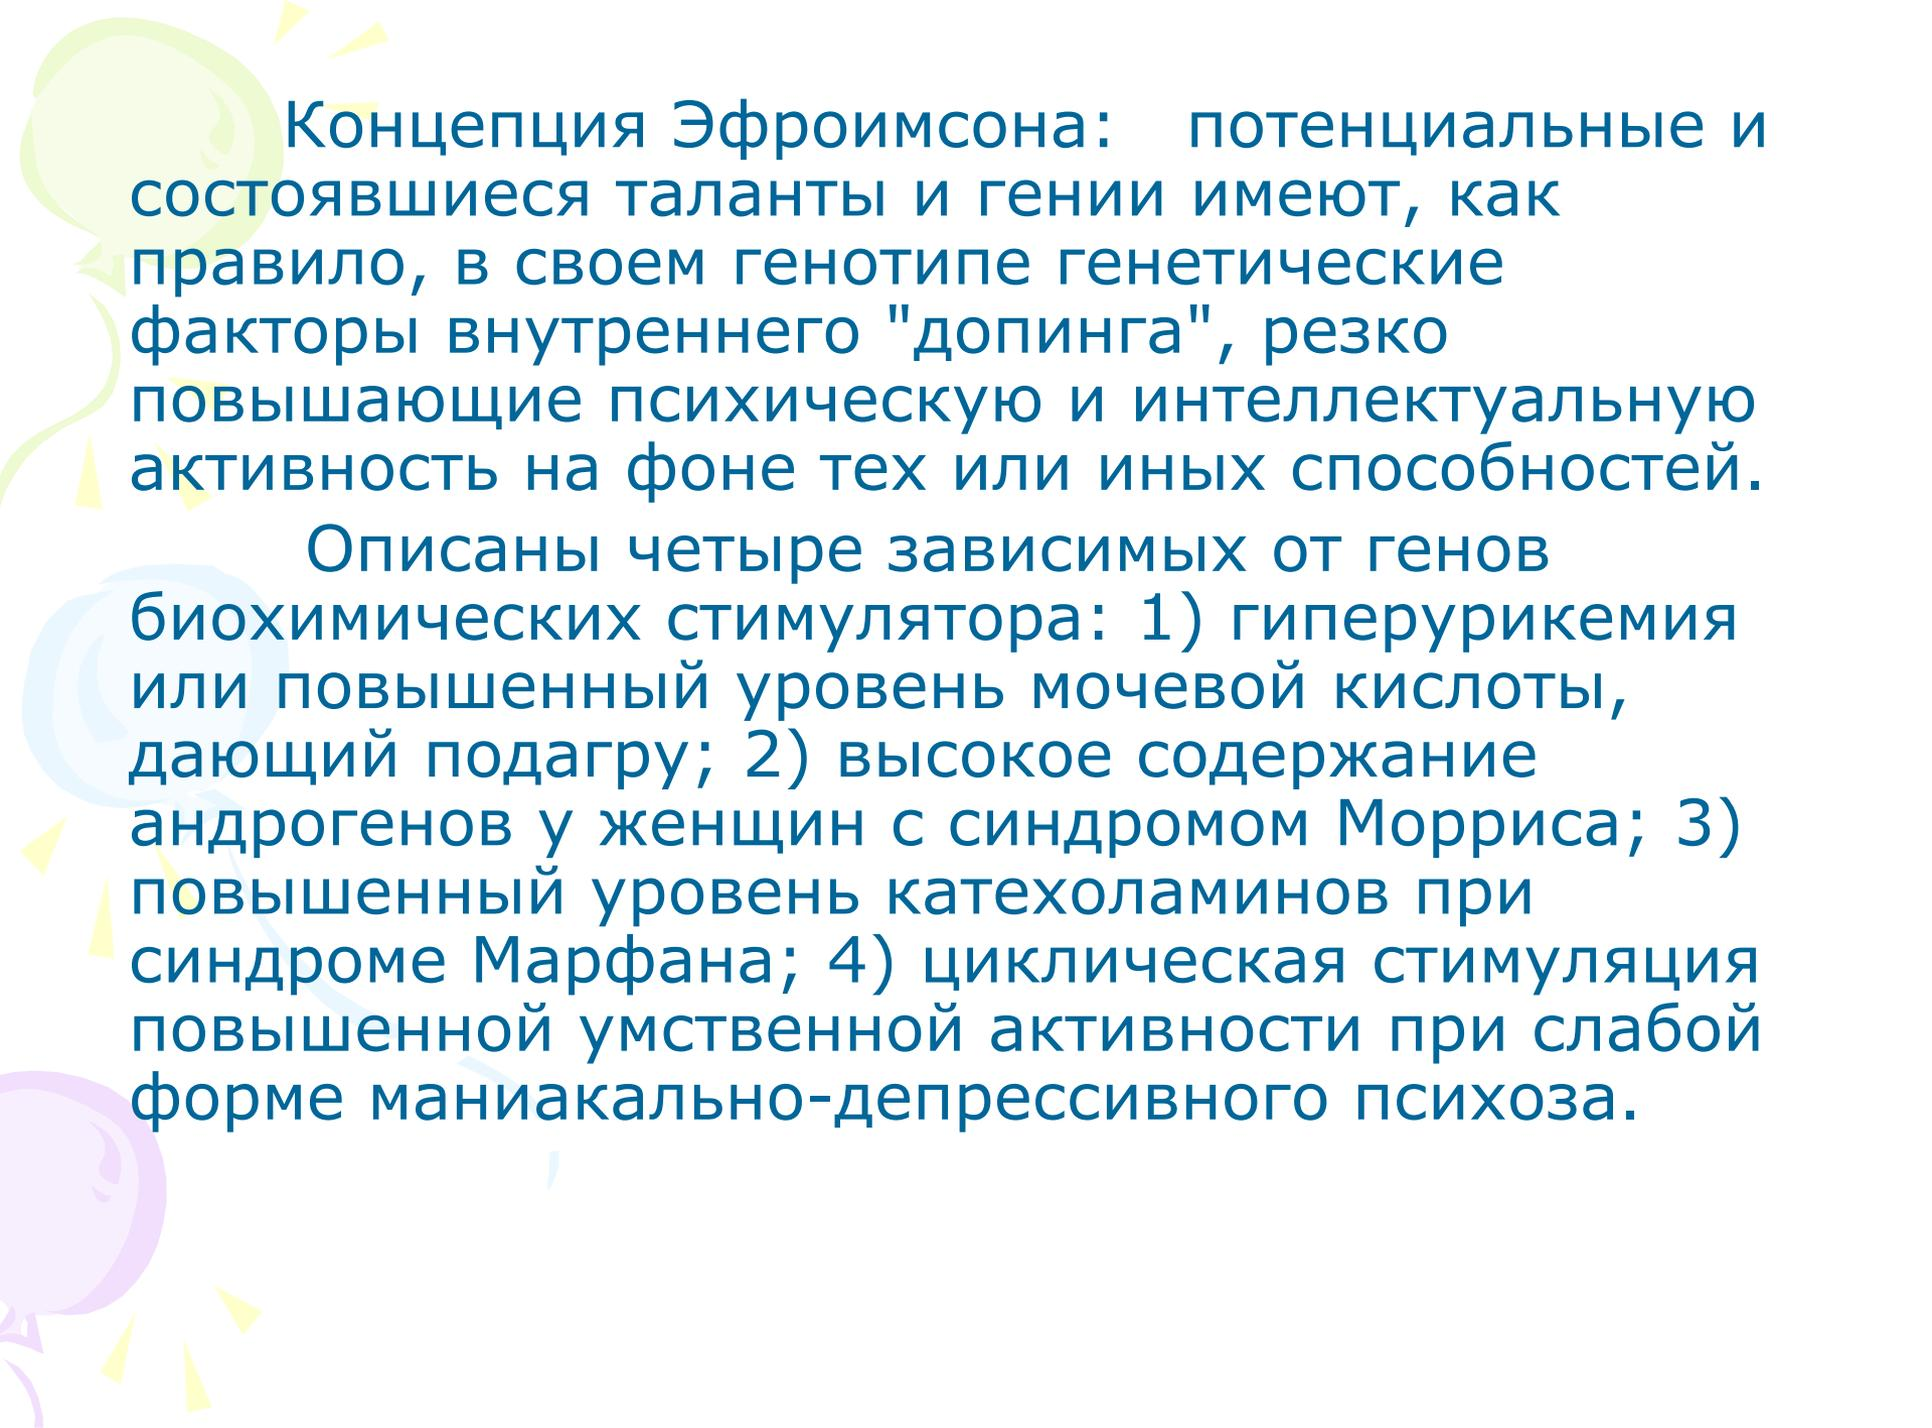 Концепция Эфроимсона: потенциальные и
состоявшиеся таланты и гении имеют, как
правило, в своем генотипе генетические
факторы внутреннего "допинга", резко
повышающие психическую и интеллектуальную
активность на фоне тех или иных способностей.
Описаны четыре зависимых от генов
биохимических стимулятора: 1) гиперурикемия
или повышенный уровень мочевой кислоты,
дающий подагру; 2) высокое содержание
андрогенов у женщин с синдромом Морриса; 3)
повышенный уровень катехоламинов при
синдроме Марфана; 4) циклическая стимуляция
повышенной умственной активности при слабой
форме маниакально-депрессивного психоза.